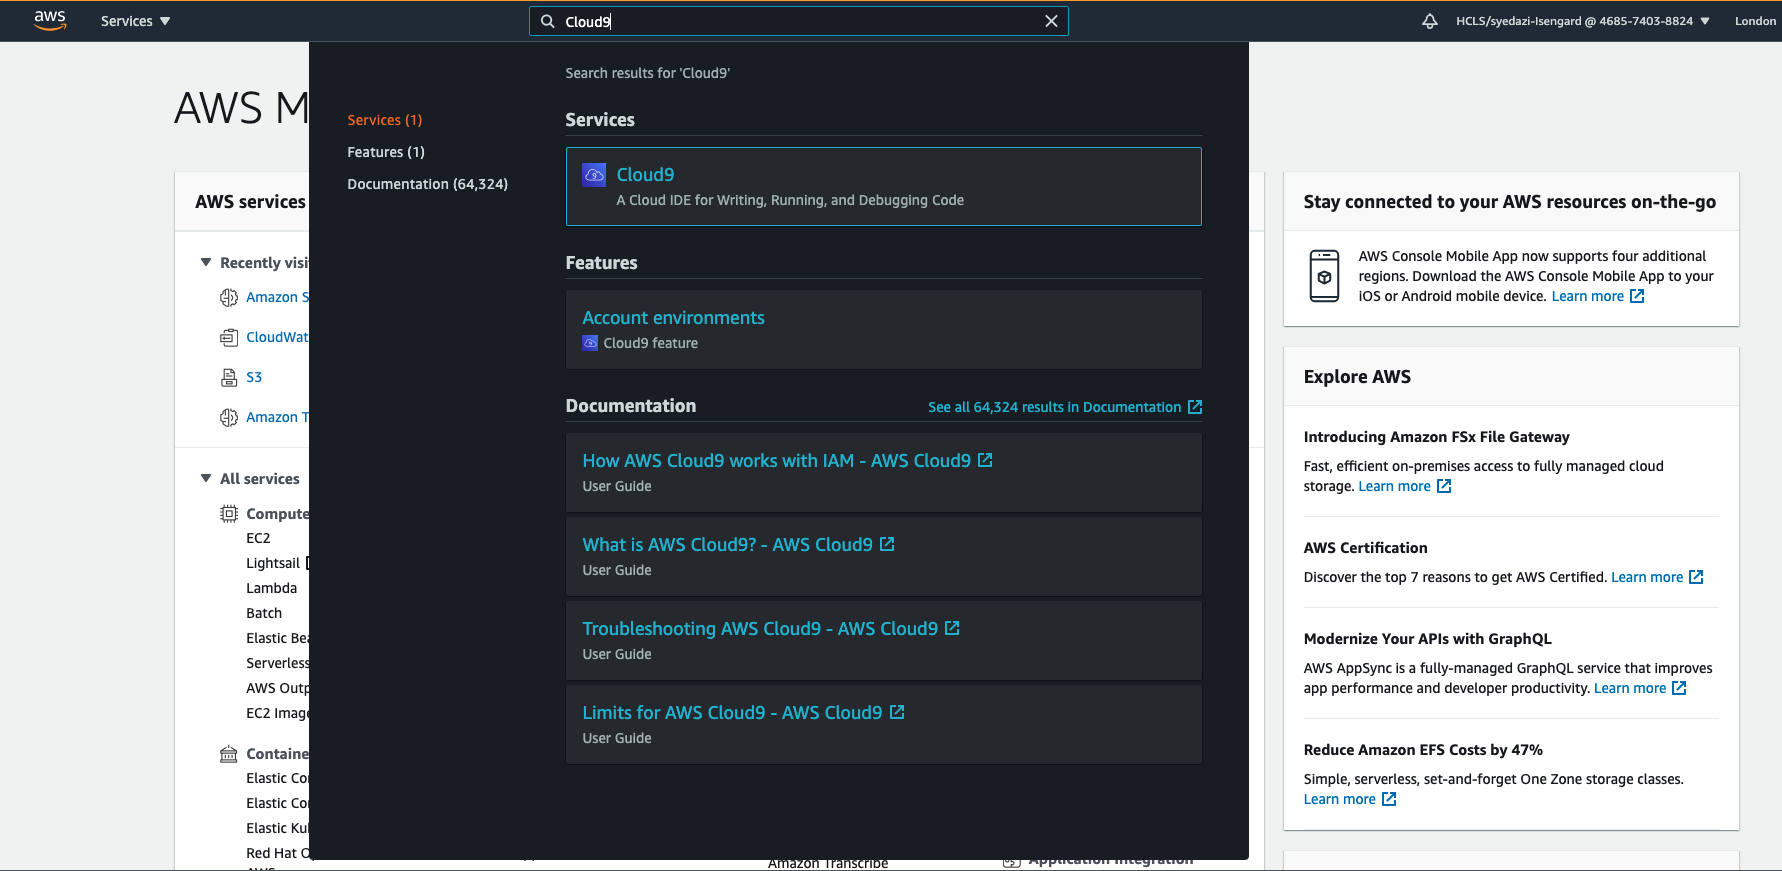 aws
Services
Cloud9
HCLS/syedazi-Isengard @ 4685-7403-8824
London
AWS M
Search results for 'Cloud9'
Services (1)
Features (1)
Documentation (64,324)
Services
Cloud9
A Cloud IDE for Writing, Running, and Debugging Code
Features
Account environments
Cloud9 feature
Documentation
See all 64,324 results in Documentation
How AWS Cloud9 works with IAM - AWS Cloud9
User Guide
What is AWS Cloud9? - AWS Cloud9
User Guide
Troubleshooting AWS Cloud9 - AWS Cloud9
User Guide
Limits for AWS Cloud9 - AWS Cloud9
User Guide
AWS services
Recently visi
Amazon S
CloudWat
S3
Amazon T
All services
Compute
EC2
Lightsail
Lambda
Batch
Elastic Bea
Serverless
AWS Outp
EC2 Image
Containe
Elastic Co
Elastic Co
Elastic Ku
Red Hat O
AWS
Amazon Transcribe
Application Integration
Stay connected to your AWS resources on-the-go
AWS Console Mobile App now supports four additional
regions. Download the AWS Console Mobile App to your
iOS or Android mobile device. Learn more
Explore AWS
Introducing Amazon FSx File Gateway
Fast, efficient on-premises access to fully managed cloud
storage. Learn more
AWS Certification
Discover the top 7 reasons to get AWS Certified. Learn more
Modernize Your APIs with GraphQL
AWS AppSync is a fully-managed GraphQL service that improves
app performance and developer productivity. Learn more
Reduce Amazon EFS Costs by 47%
Simple, serverless, set-and-forget One Zone storage classes.
Learn more